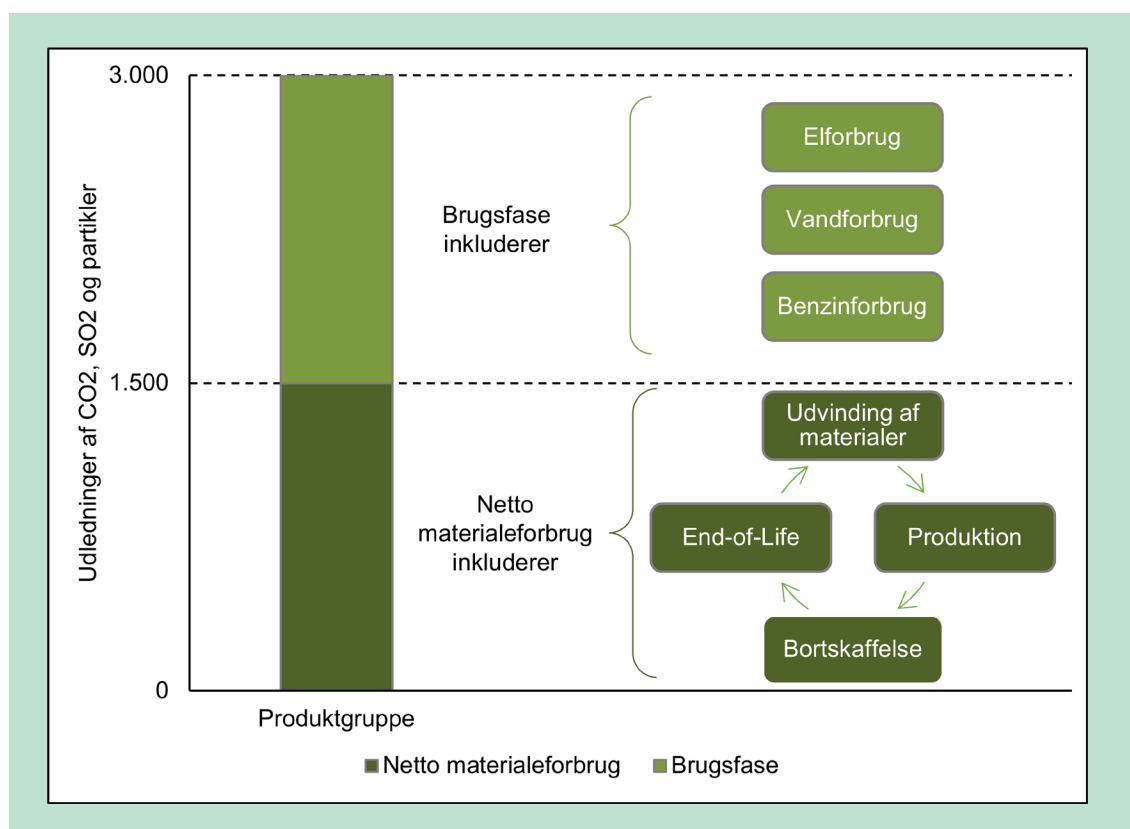 3.000
1.500
0
Udledninger af CO2, SO2 og partikler
Brugsfase
inkluderer
Elforbrug
Vandforbrug
Benzinforbrug
Netto
materialeforbrug
inkluderer
Udvinding af
materialer
End-of-Life
Produktion
Bortskaffelse
Produktgruppe
Netto materialeforbrug
Brugsfase